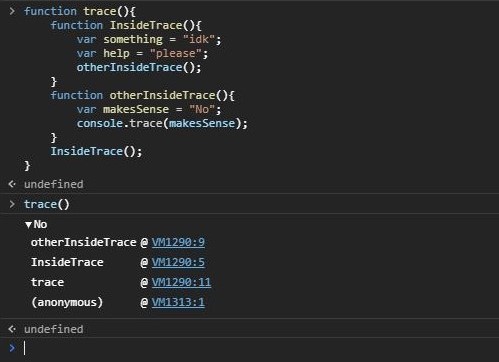 > function trace(){
function InsideTrace(){
var something = "idk";
var help = "please";
otherInsideTrace();
}
function otherInsideTrace(){
var makesSense = "No";
console.trace(makesSense);
}
InsideTrace();
}
<· undefined
> trace()
▼No
otherInsideTrace @ VM1290:9
InsideTrace @ VM1290:5
trace @ VM1290:11
(anonymous) @ VM1313:1
<· undefined
>